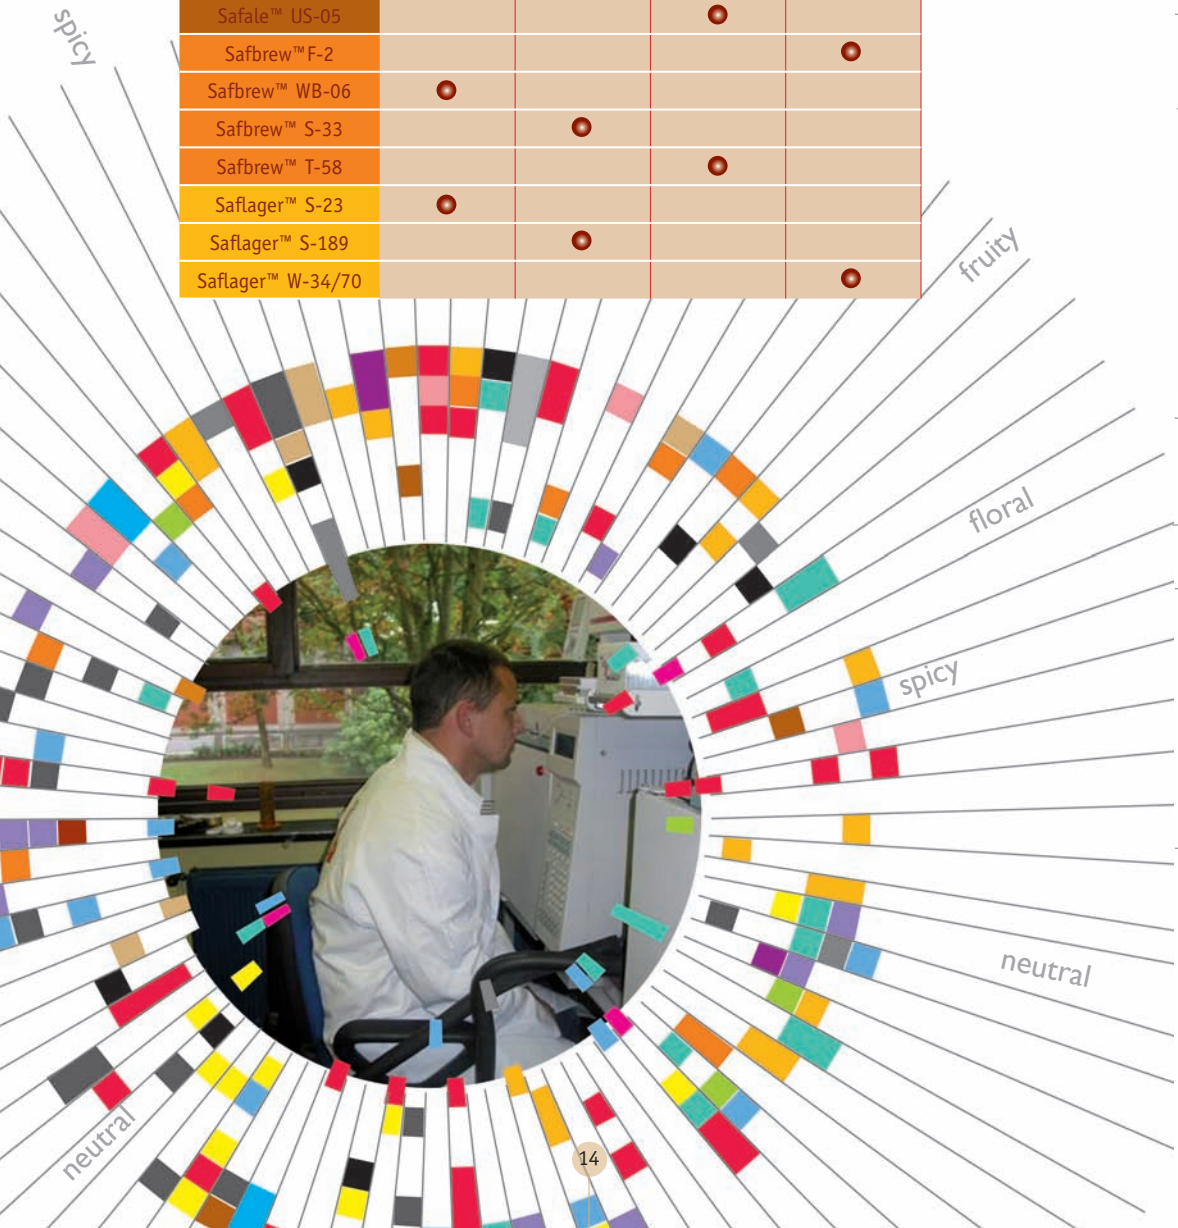 spicy
Safale™ US-05
Safbrew™ F-2
Safbrew™ WB-06
Safbrew™ S-33
Safbrew™ T-58
Saflager™ S-23
Saflager™ S-189
Saflager™ W-34/70
fruity
floral
spicy
neutral
neutral
14